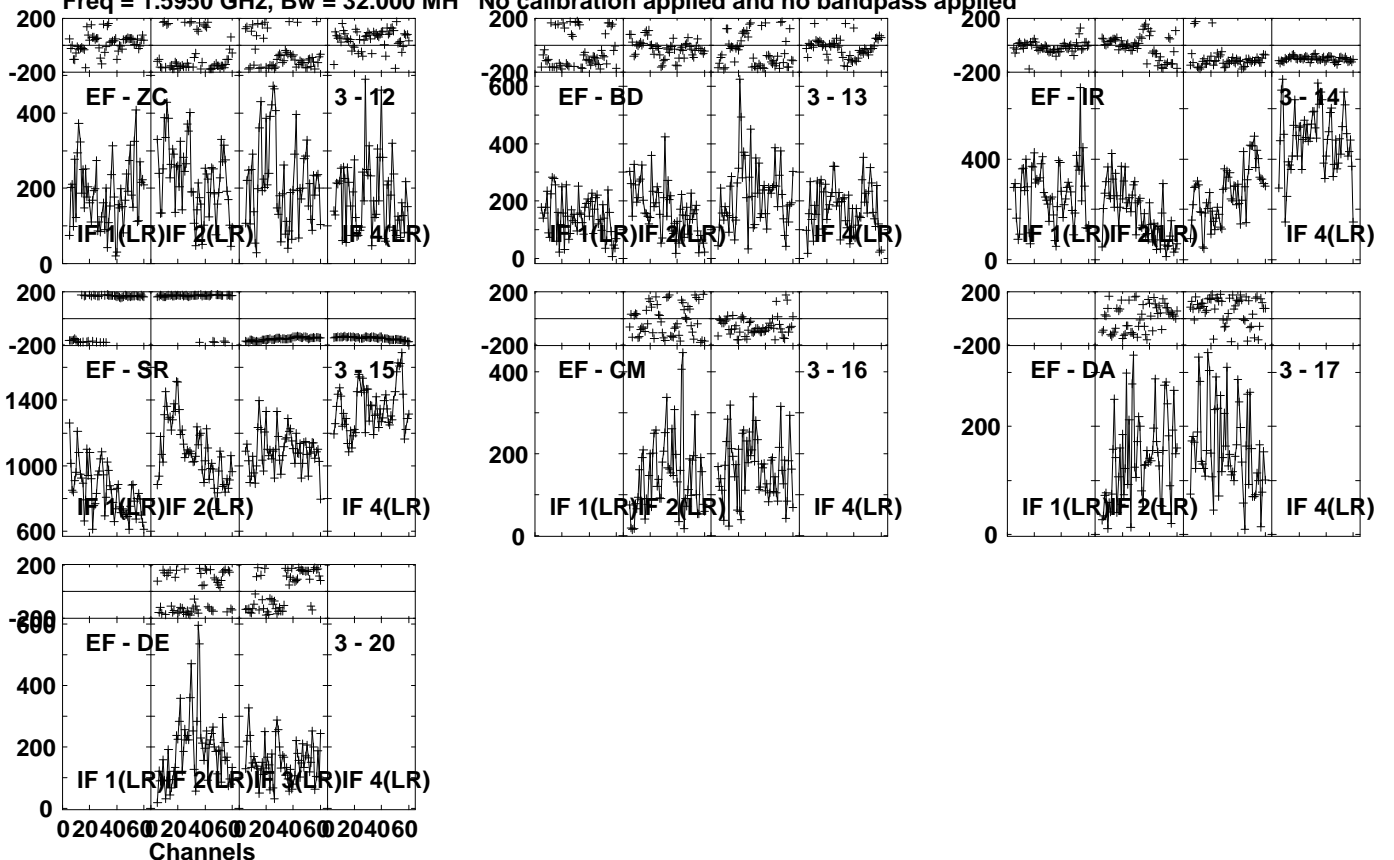 Freq = 1.5950 GHz, Bw = 32.000 MH No calibration applied and no bandpass applied
200
-200
EF - ZC
3 - 12
400
200
0
IF 1(LR)
IF 2(LR)
IF 4(LR)
200
-200
600
EF - BD
3 - 13
400
200
0
IF 1(LR)
IF 2(LR)
IF 4(LR)
200
-200
EF - IR
3 - 14
400
0
IF 1(LR)
IF 2(LR)
IF 4(LR)
200
-200
EF - SR
3 - 15
1400
1000
600
IF 1(LR)
IF 2(LR)
IF 4(LR)
200
-200
EF - CM
3 - 16
400
200
0
IF 1(LR)
IF 2(LR)
IF 4(LR)
200
-200
EF - DA
3 - 17
200
0
IF 1(LR)
IF 2(LR)
IF 4(LR)
200
-200
600
EF - DE
3 - 20
400
200
0
IF 1(LR)
IF 2(LR)
IF 3(LR)
IF 4(LR)
0 20 40 60 0 20 40 60 0 20 40 60 0 20 40 60
Channels